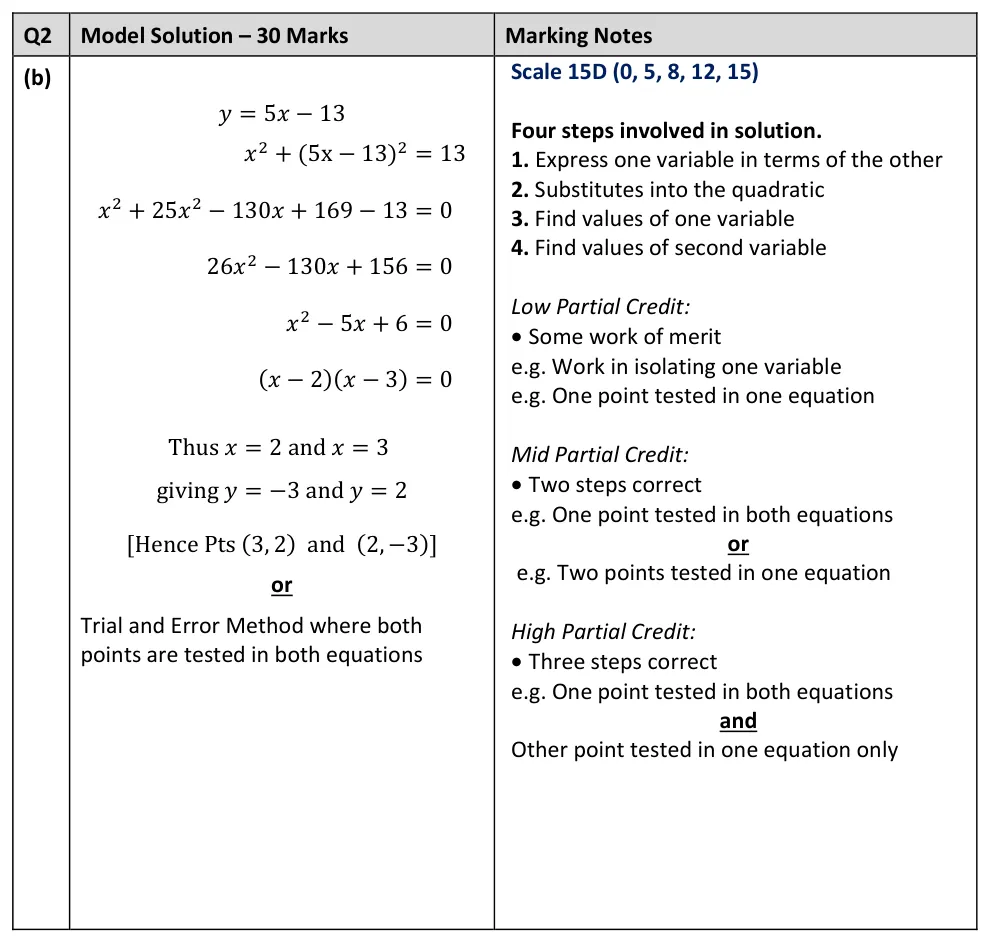 Q2 Model Solution – 30 Marks Marking Notes
(b)
y = 5x − 13
x² + (5x − 13)² = 13
x² + 25x² − 130x + 169 − 13 = 0
26x² − 130x + 156 = 0
x² − 5x + 6 = 0
(x − 2)(x − 3) = 0
Thus x = 2 and x = 3
giving y = −3 and y = 2
[Hence Pts (3, 2) and (2, −3)]
or
Trial and Error Method where both
points are tested in both equations
Scale 15D (0, 5, 8, 12, 15)
Four steps involved in solution.
1. Express one variable in terms of the other
2. Substitutes into the quadratic
3. Find values of one variable
4. Find values of second variable
Low Partial Credit:
• Some work of merit
e.g. Work in isolating one variable
e.g. One point tested in one equation
Mid Partial Credit:
• Two steps correct
e.g. One point tested in both equations
or
e.g. Two points tested in one equation
High Partial Credit:
• Three steps correct
e.g. One point tested in both equations
and
Other point tested in one equation only